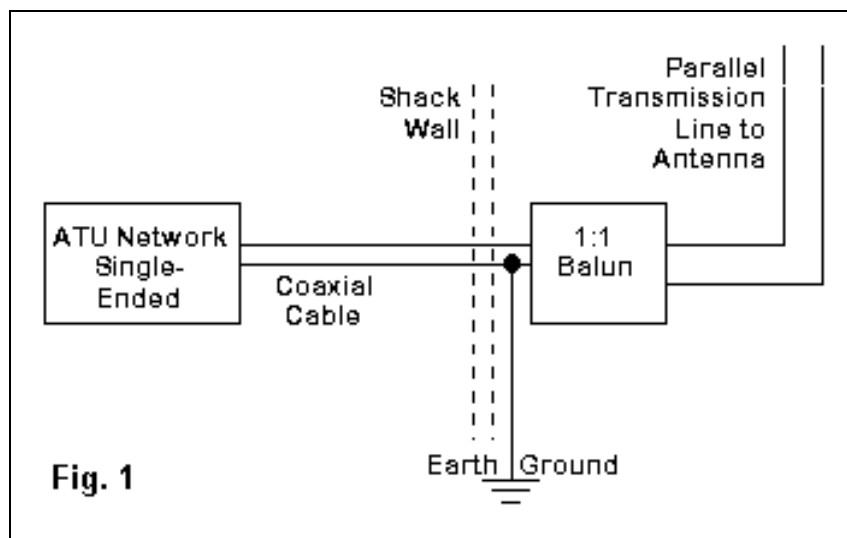 Parallel
Transmission
Line to
Antenna
Shack
Wall
ATU Network
Single-
Ended
Coaxial
Cable
1:1
Balun
Earth Ground
Fig. 1